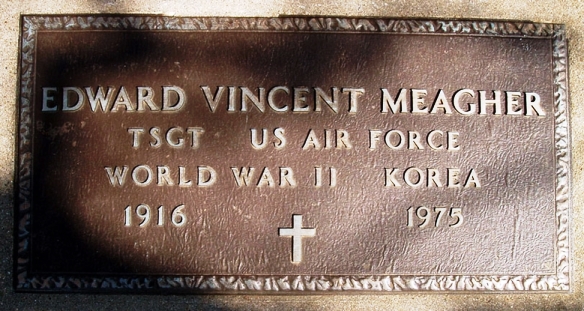 EDWARD VINCENT MEAGHER
TSGT US AIR FORCE
WORLD WAR II KOREA
1916 1975